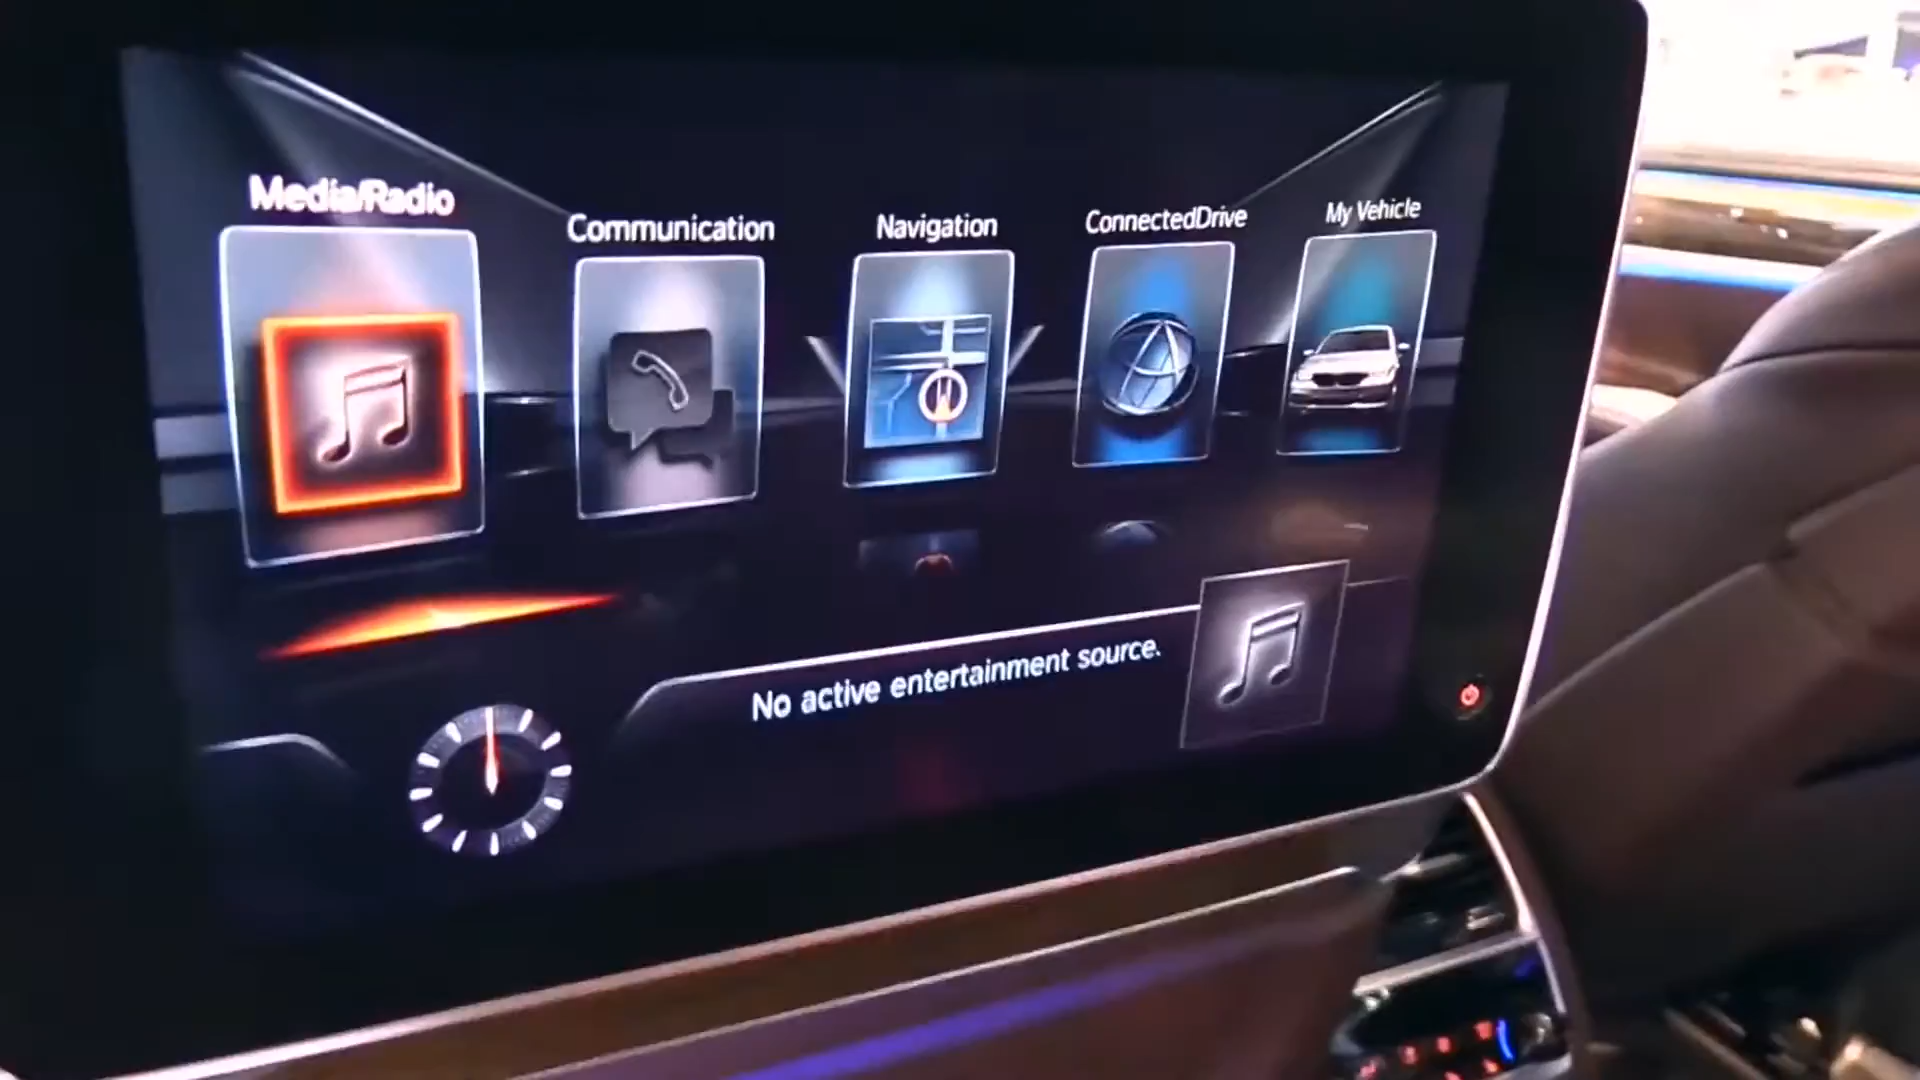 Media/Radio
Communication
Navigation
ConnectedDrive
My Vehicle
No active entertainment source.